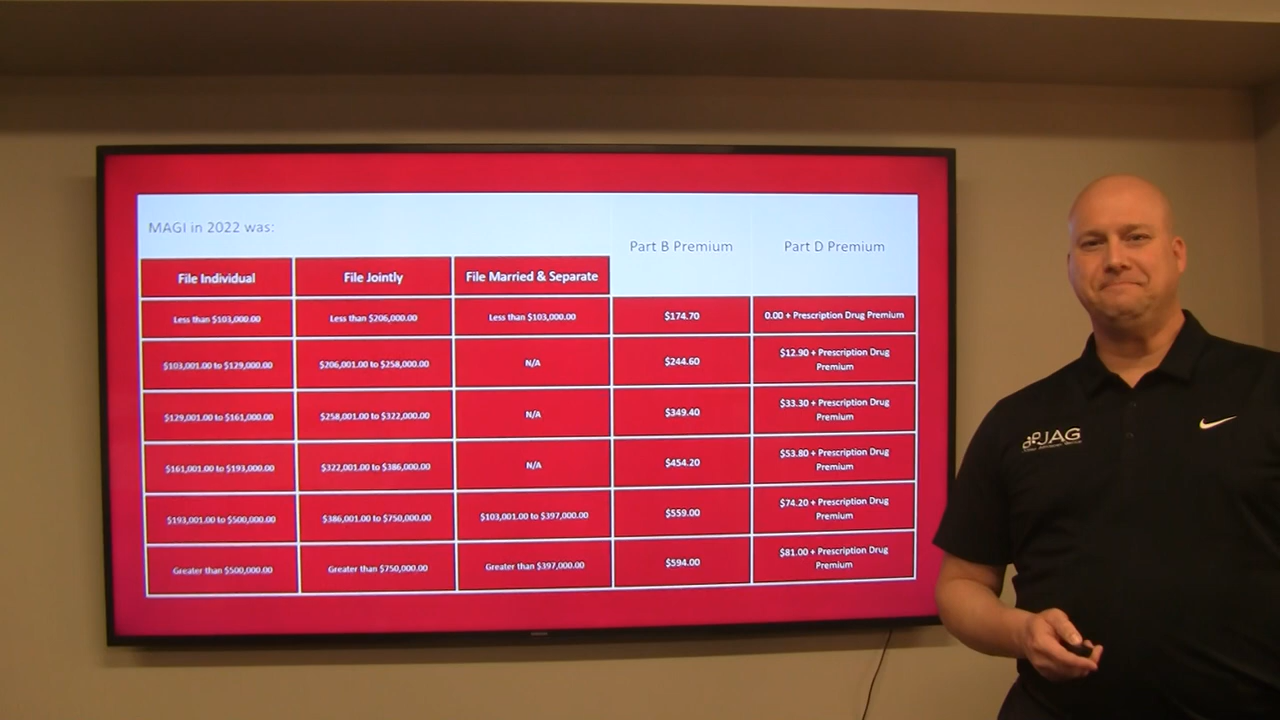 MAGI in 2022 was:
Part B Premium
Part D Premium
File Individual
File Jointly
File Married & Separate
Less than $103,000.00
Less than $206,000.00
Less than $103,000.00
$174.70
0.00 + Prescription Drug Premium
$103,001.00 to $129,000.00
$206,001.00 to $258,000.00
N/A
$244.60
$12.90 + Prescription Drug
Premium
$129,001.00 to $161,000.00
$258,001.00 to $322,000.00
N/A
$349.40
$33.30 + Prescription Drug
Premium
$161,001.00 to $193,000.00
$322,001.00 to $386,000.00
N/A
$454.20
$53.80 + Prescription Drug
Premium
$193,001.00 to $500,000.00
$386,001.00 to $750,000.00
$103,001.00 to $397,000.00
$559.00
$74.20 + Prescription Drug
Premium
Greater than $500,000.00
Greater than $750,000.00
Greater than $397,000.00
$594.00
$81.00 + Prescription Drug
Premium
JAG